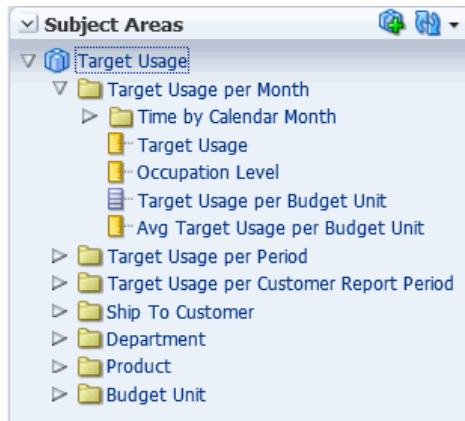 Subject Areas
Target Usage
Target Usage per Month
Time by Calendar Month
Target Usage
Occupation Level
Target Usage per Budget Unit
Avg Target Usage per Budget Unit
Target Usage per Period
Target Usage per Customer Report Period
Ship To Customer
Department
Product
Budget Unit